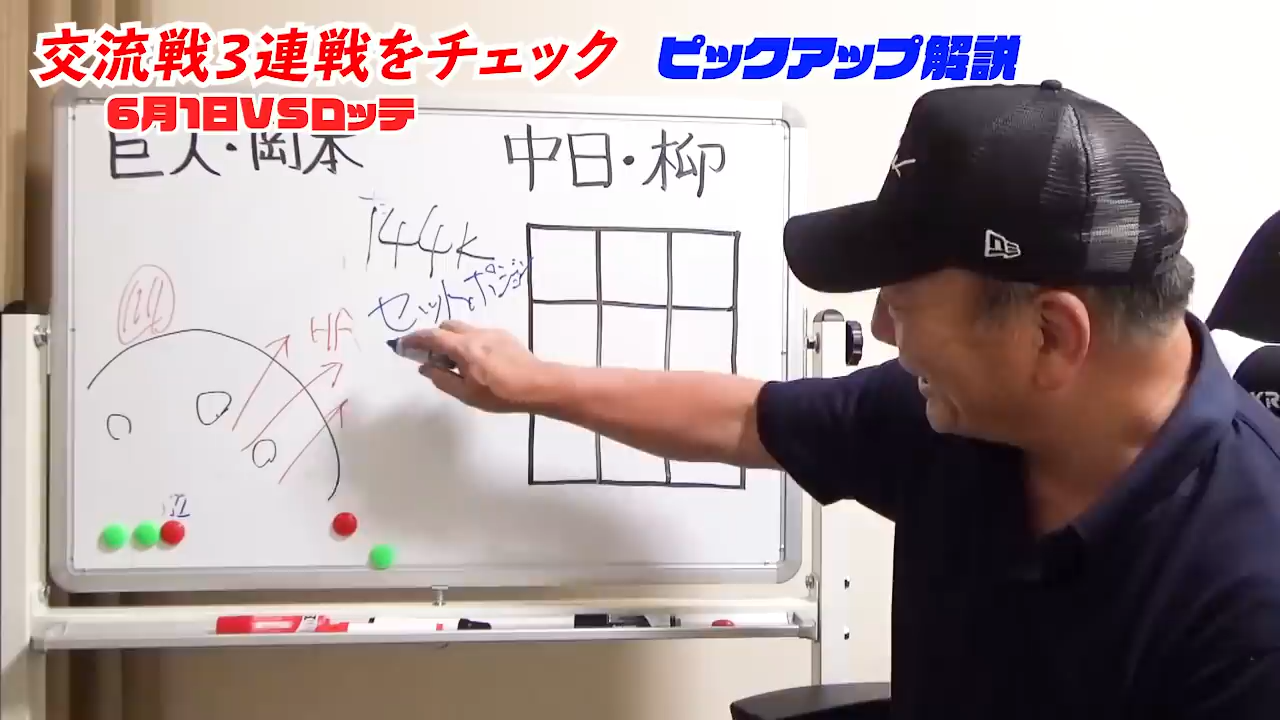 交流戦3連戦をチェック ピックアップ解説
6月1日VSロッテ
巨人・岡本 中日・柳
144k
セットポジション
HR
KR